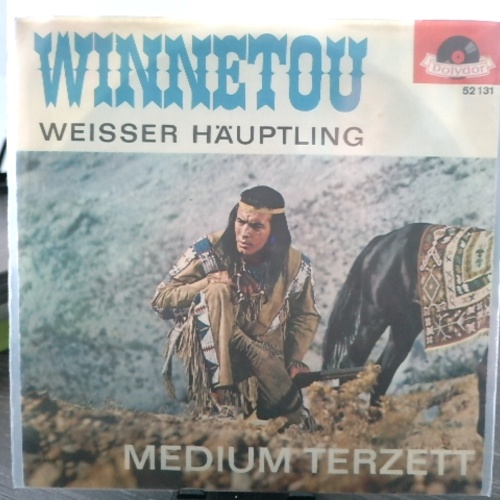 WINNETOU
polydor
52 131
WEISSER HÄUPTLING
MEDIUM TERZETT